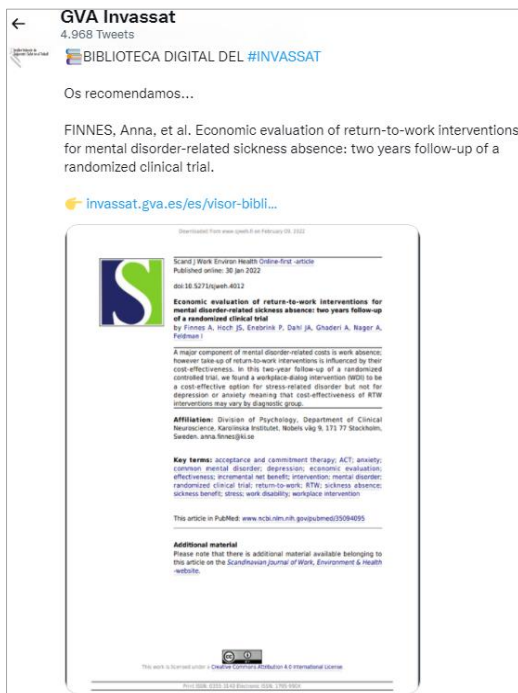 GVA Invassat
4.968 Tweets
BIBLIOTECA DIGITAL DEL #INVASSAT
Os recomendamos...
FINNES, Anna, et al. Economic evaluation of return-to-work interventions
for mental disorder-related sickness absence: two years follow-up of a
randomized clinical trial.
invassat.gva.es/es/visor-bibli...
Downloaded from www.sjweh.fi on February 09, 2022
Scand J Work Environ Health Online-first -article
Published online: 30 Jan 2022
doi:10.5271/sjweh.4012
Economic evaluation of return-to-work interventions for
mental disorder-related sickness absence: two years follow-up
of a randomized clinical trial
by Finnes A, Hoch JS, Enebrink P, Dahl JA, Ghaderi A, Nager A,
Feldman I
A major component of mental disorder-related costs is work absence;
however take-up of return-to-work interventions is influenced by their
cost-effectiveness. In this two-year follow-up of a randomized
controlled trial, we found a workplace-dialog intervention (WDI) to be
a cost-effective option for stress-related disorder but not for
depression or anxiety meaning that cost-effectiveness of RTW
interventions may vary by diagnostic group.
Affiliation: Division of Psychology, Department of Clinical
Neuroscience, Karolinska Institutet, Nobels väg 9, 171 77 Stockholm,
Sweden. anna.finnes@ki.se
Key terms: acceptance and commitment therapy; ACT; anxiety;
common mental disorder; depression; economic evaluation;
effectiveness; incremental net benefit; intervention; mental disorder;
randomized clinical trial; return-to-work; RTW; sickness absence;
sickness benefit; stress; work disability; workplace intervention
This article in PubMed: www.ncbi.nlm.nih.gov/pubmed/35094095
Additional material
Please note that there is additional material available belonging to
this article on the Scandinavian Journal of Work, Environment & Health
-website.
This work is licensed under a Creative Commons Attribution 4.0 International License
Print ISSN: 0355-3140 Electronic ISSN: 1795-990X